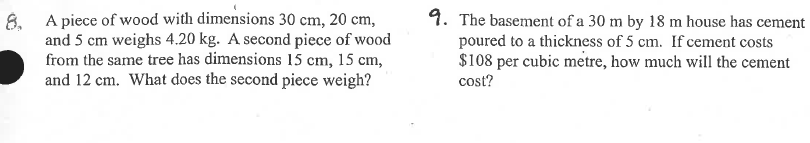 8. A piece of wood with dimensions 30 cm, 20 cm,
and 5 cm weighs 4.20 kg. A second piece of wood
from the same tree has dimensions 15 cm, 15 cm,
and 12 cm. What does the second piece weigh?
9. The basement of a 30 m by 18 m house has cement
poured to a thickness of 5 cm. If cement costs
$108 per cubic metre, how much will the cement
cost?